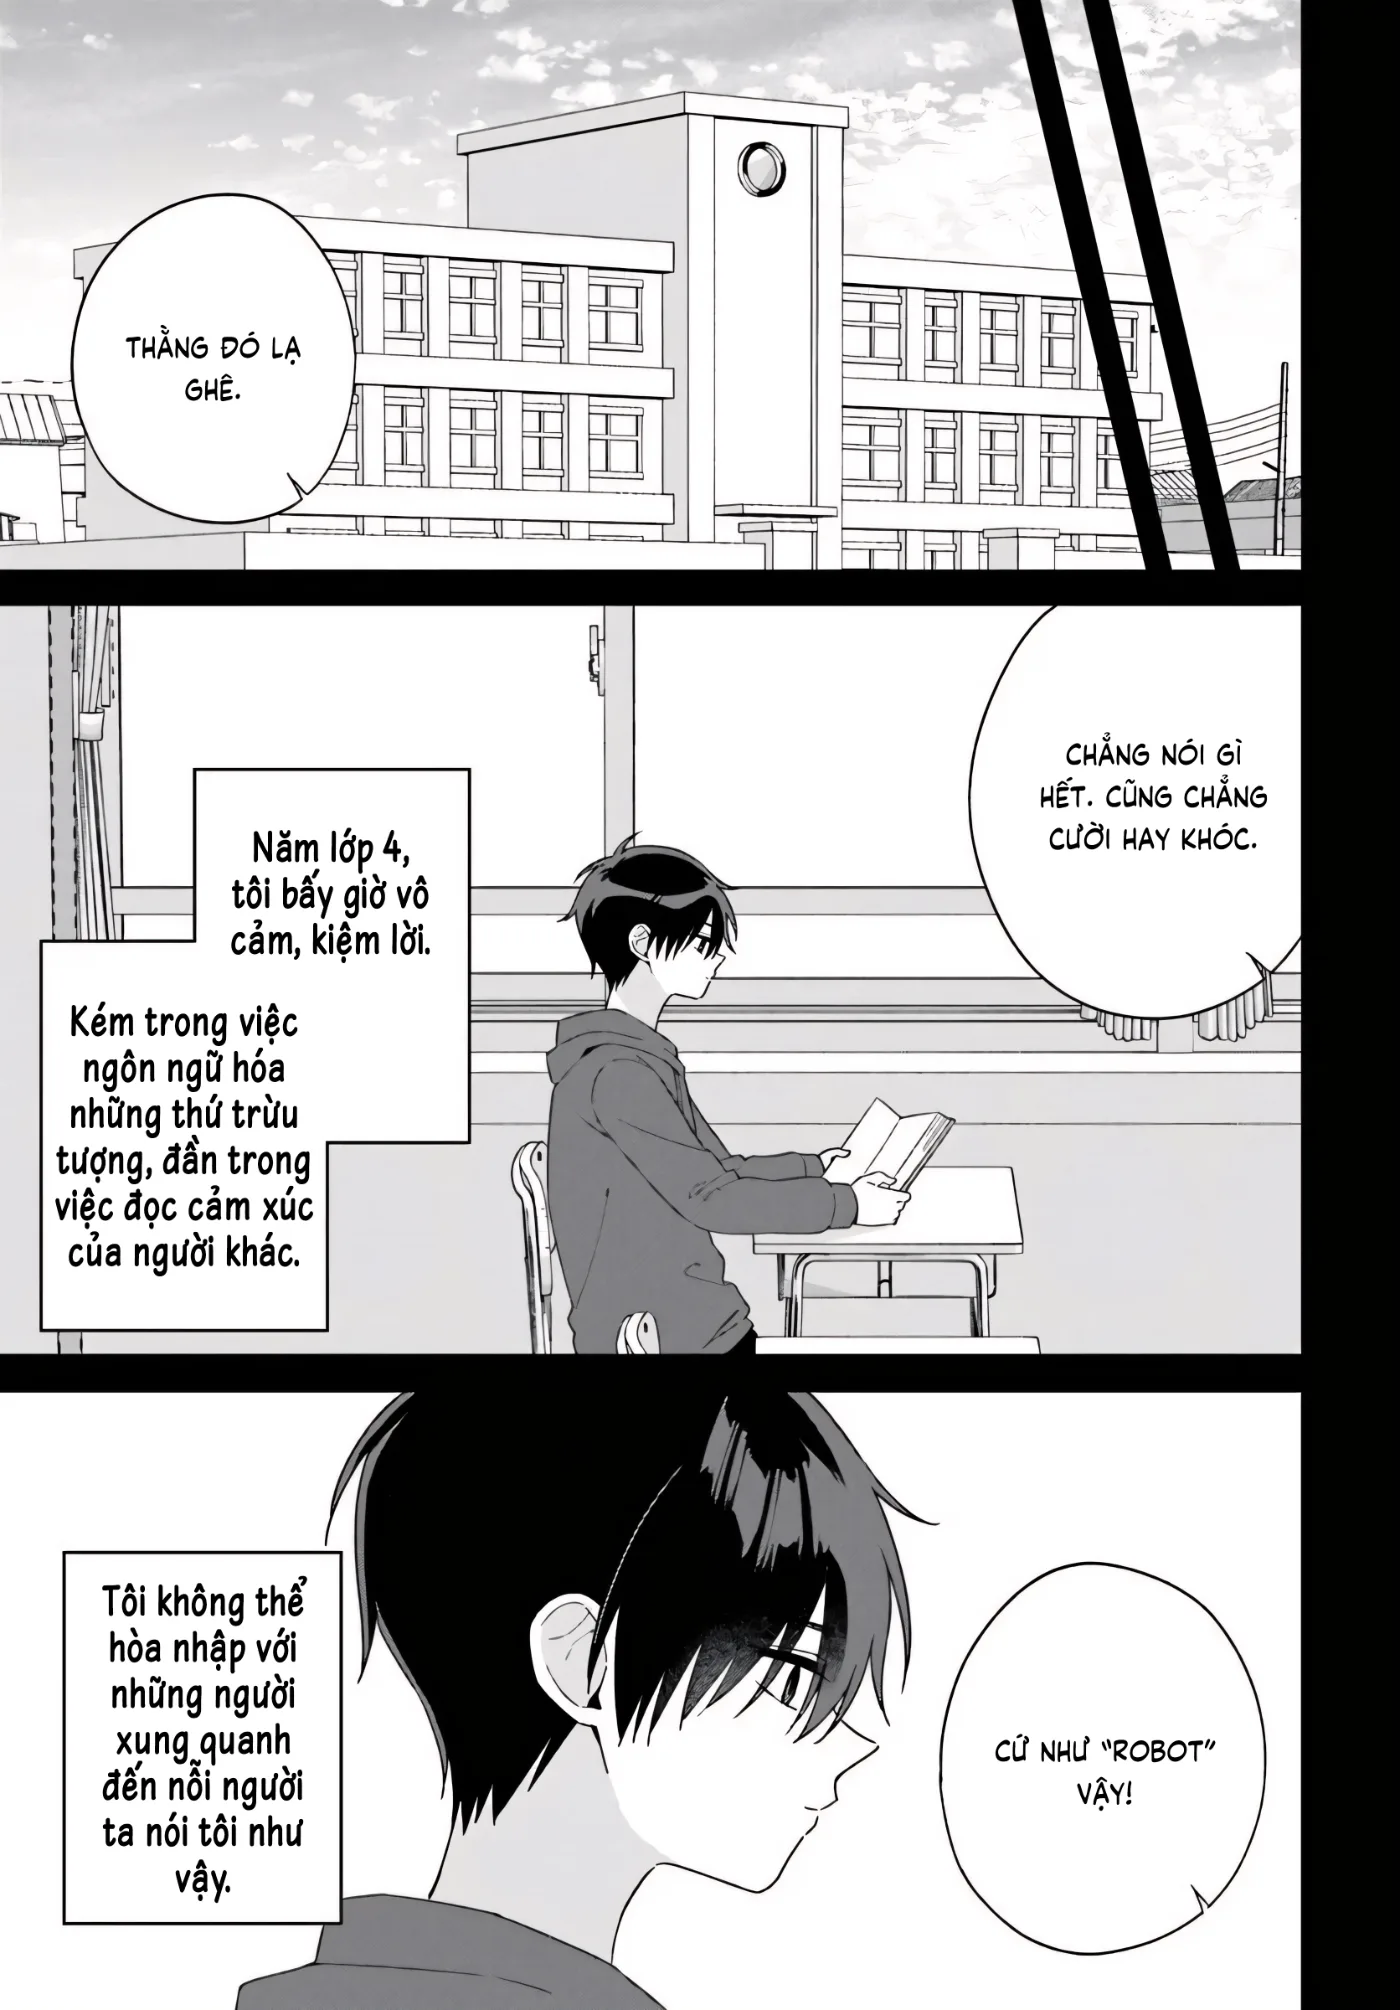 THẰNG ĐÓ LẠ
GHÊ.
CHẲNG NÓI GÌ
HẾT. CŨNG CHẲNG
CƯỜI HAY KHÓC.
Năm lớp 4,
tôi bấy giờ vô
cảm, kiệm lời.
Kém trong việc
ngôn ngữ hóa
những thứ trừu
tượng, đần trong
việc đọc cảm xúc
của người khác.
CỨ NHƯ “ROBOT”
VẬY!
Tôi không thể
hòa nhập với
những người
xung quanh
đến nỗi người
ta nói tôi như
vậy.